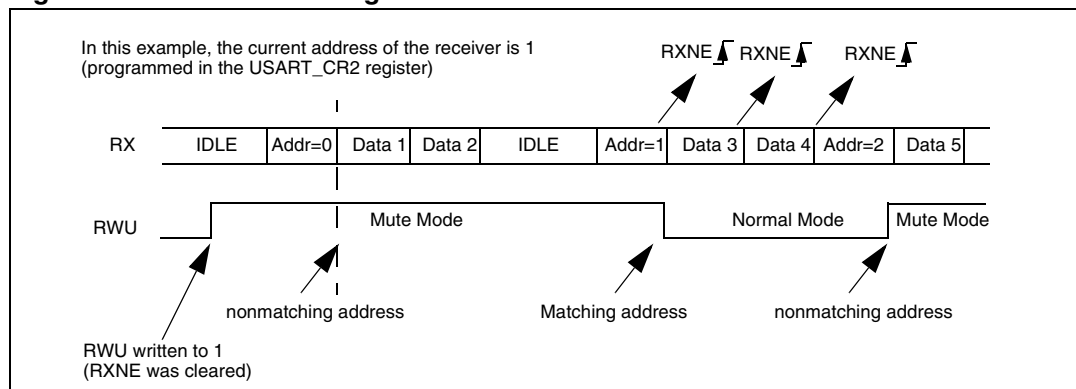 In this example, the current address of the receiver is 1
(programmed in the USART_CR2 register)
RXNE RXNE RXNE
RX IDLE Addr=0 Data 1 Data 2 IDLE Addr=1 Data 3 Data 4 Addr=2 Data 5
RWU Mute Mode Normal Mode Mute Mode
nonmatching address Matching address nonmatching address
RWU written to 1
(RXNE was cleared)